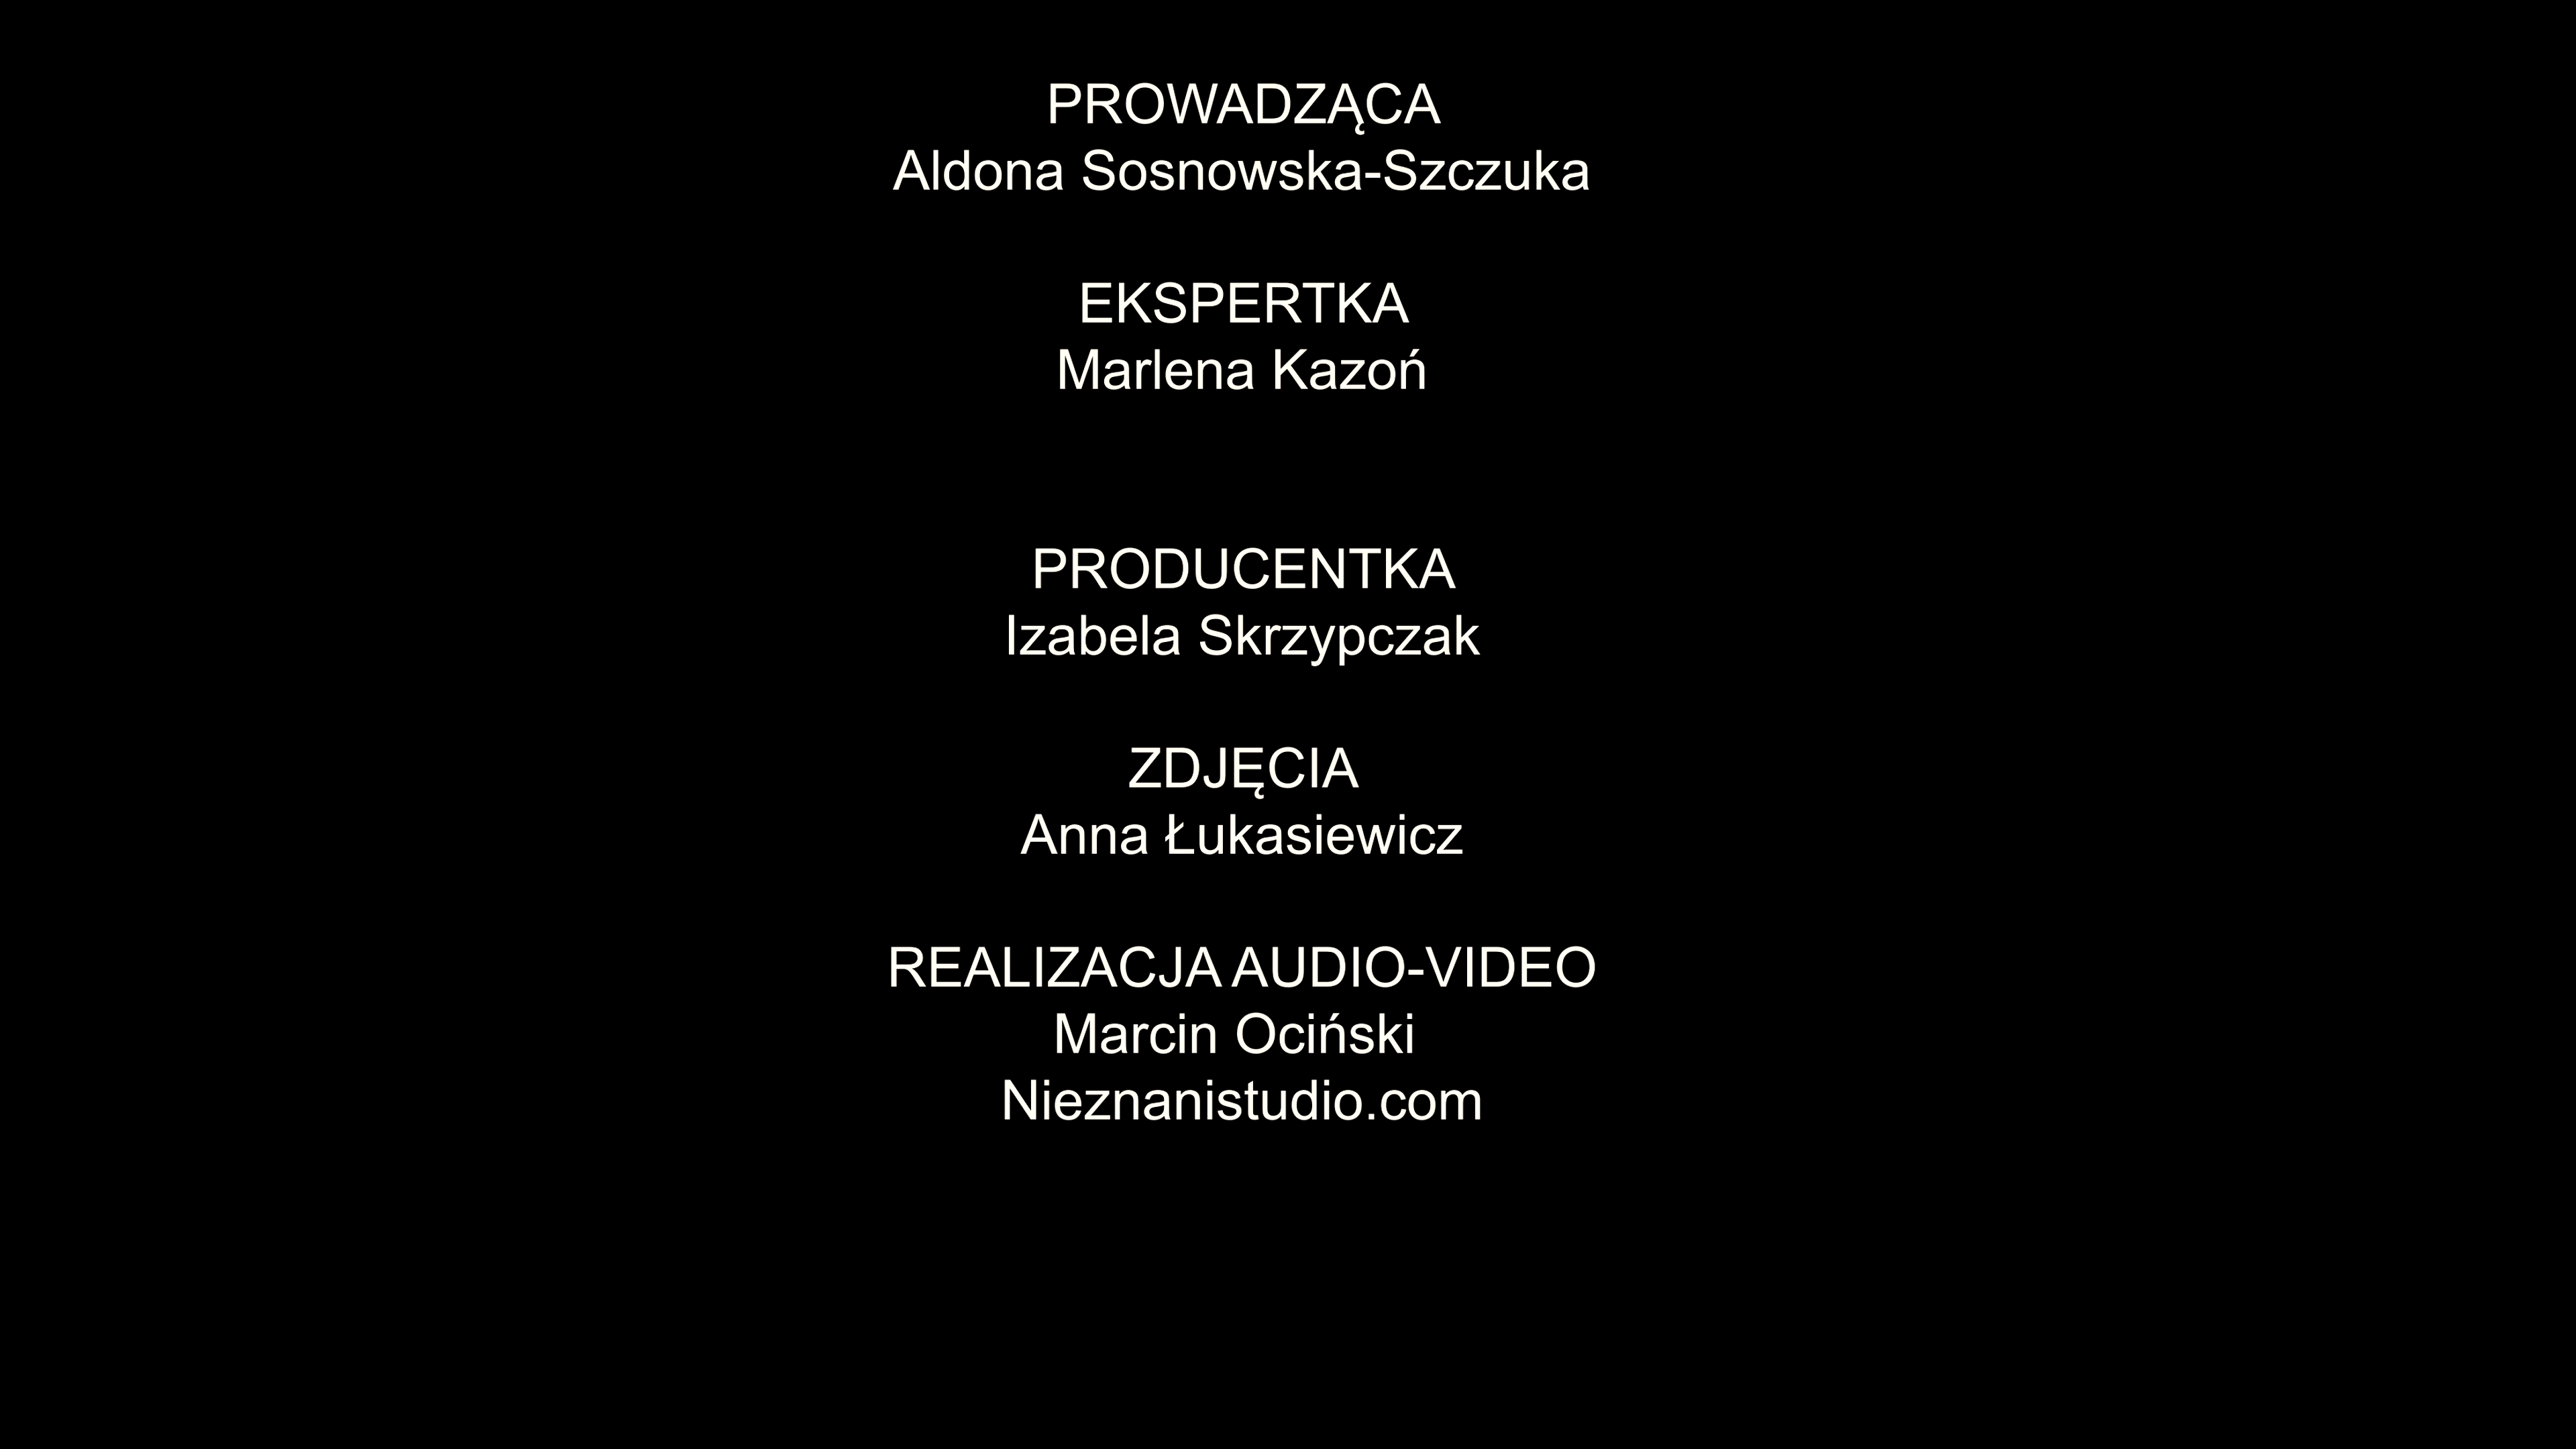 PROWADZĄCA
Aldona Sosnowska-Szczuka
EKSPERTKA
Marlena Kazoń
PRODUCENTKA
Izabela Skrzypczak
ZDJĘCIA
Anna Łukasiewicz
REALIZACJA AUDIO-VIDEO
Marcin Ociński
Nieznanistudio.com